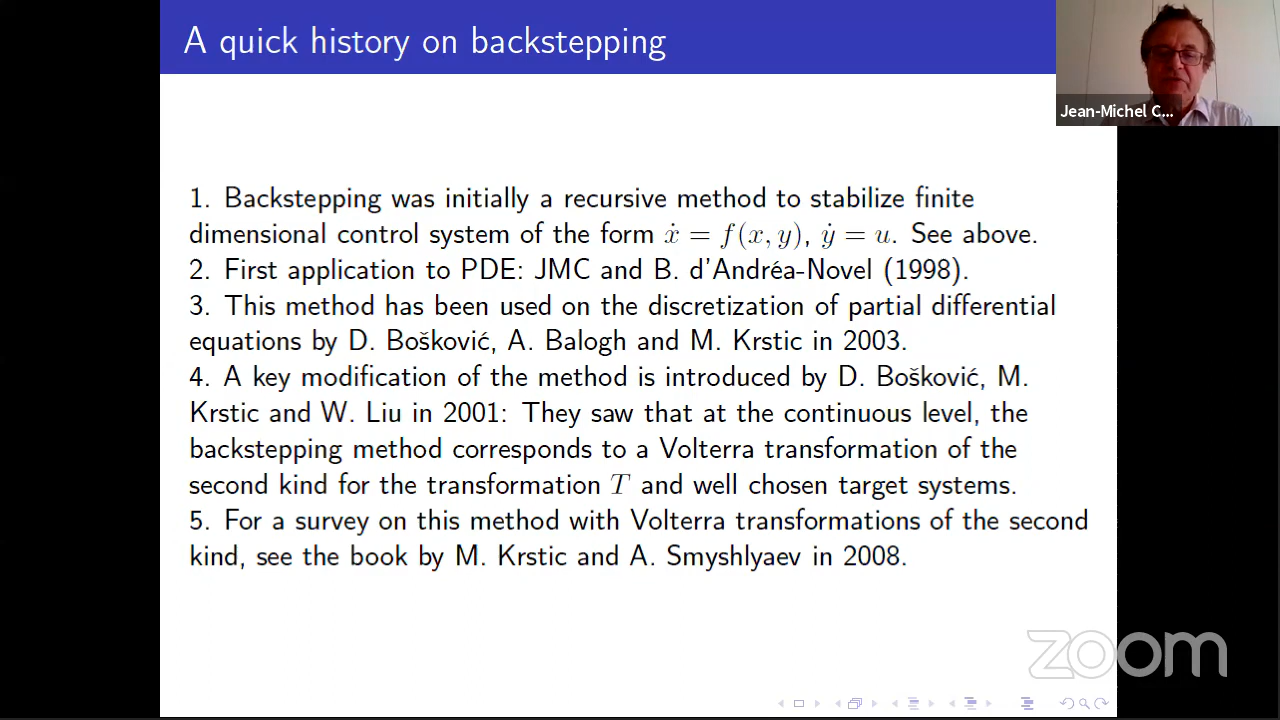 A quick history on backstepping
Jean-Michel C...
1. Backstepping was initially a recursive method to stabilize finite
dimensional control system of the form ẋ = f(x, y), ẏ = u. See above.
2. First application to PDE: JMC and B. d'Andréa-Novel (1998).
3. This method has been used on the discretization of partial differential
equations by D. Bošković, A. Balogh and M. Krstic in 2003.
4. A key modification of the method is introduced by D. Bošković, M.
Krstic and W. Liu in 2001: They saw that at the continuous level, the
backstepping method corresponds to a Volterra transformation of the
second kind for the transformation T and well chosen target systems.
5. For a survey on this method with Volterra transformations of the second
kind, see the book by M. Krstic and A. Smyshlyaev in 2008.
zoom